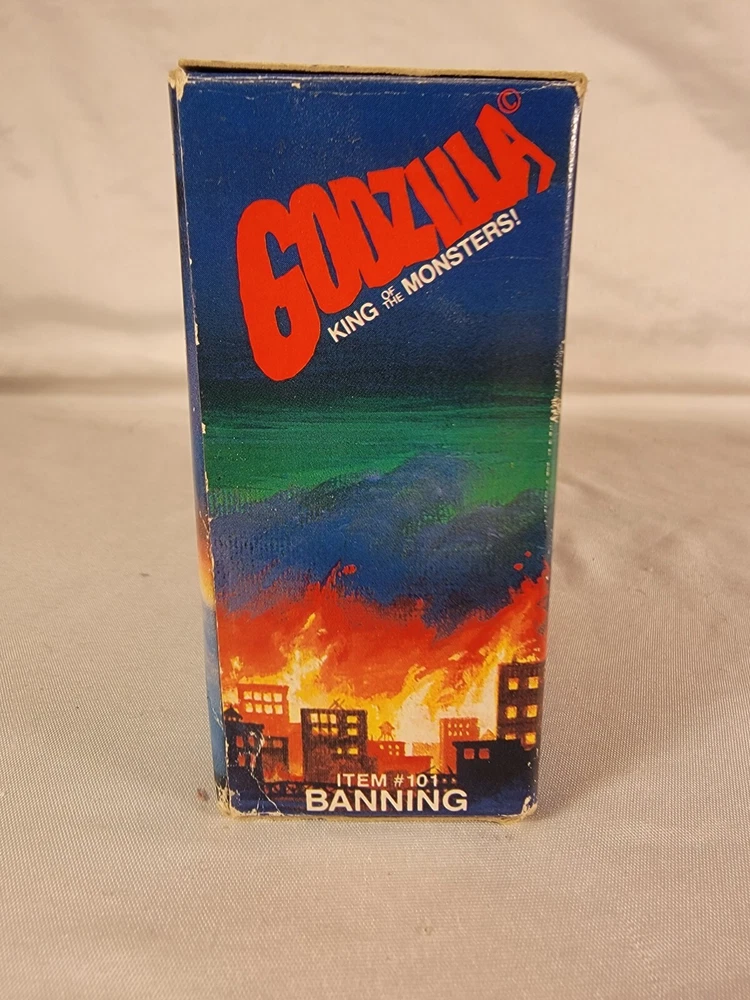 GODZILLA©
KING OF THE MONSTERS!
ITEM #101
BANNING